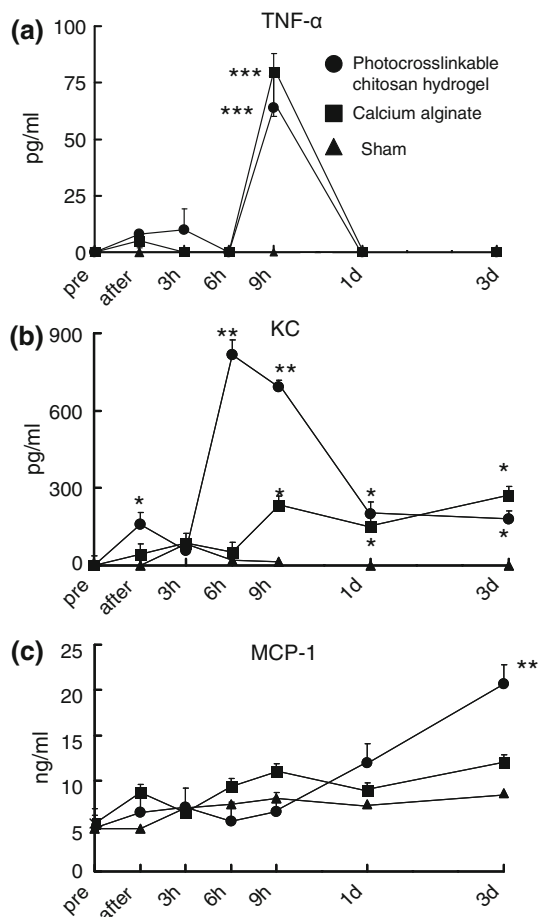 (a)
TNF-α
100
75
50
25
0
pg/ml
***
***
Photocrosslinkable
chitosan hydrogel
Calcium alginate
Sham
pre
after
3h
6h
9h
1d
3d
(b)
KC
900
600
300
0
pg/ml
*
**
**
*
*
*
*
*
pre
after
3h
6h
9h
1d
3d
(c)
MCP-1
25
20
15
10
5
0
ng/ml
**
pre
after
3h
6h
9h
1d
3d